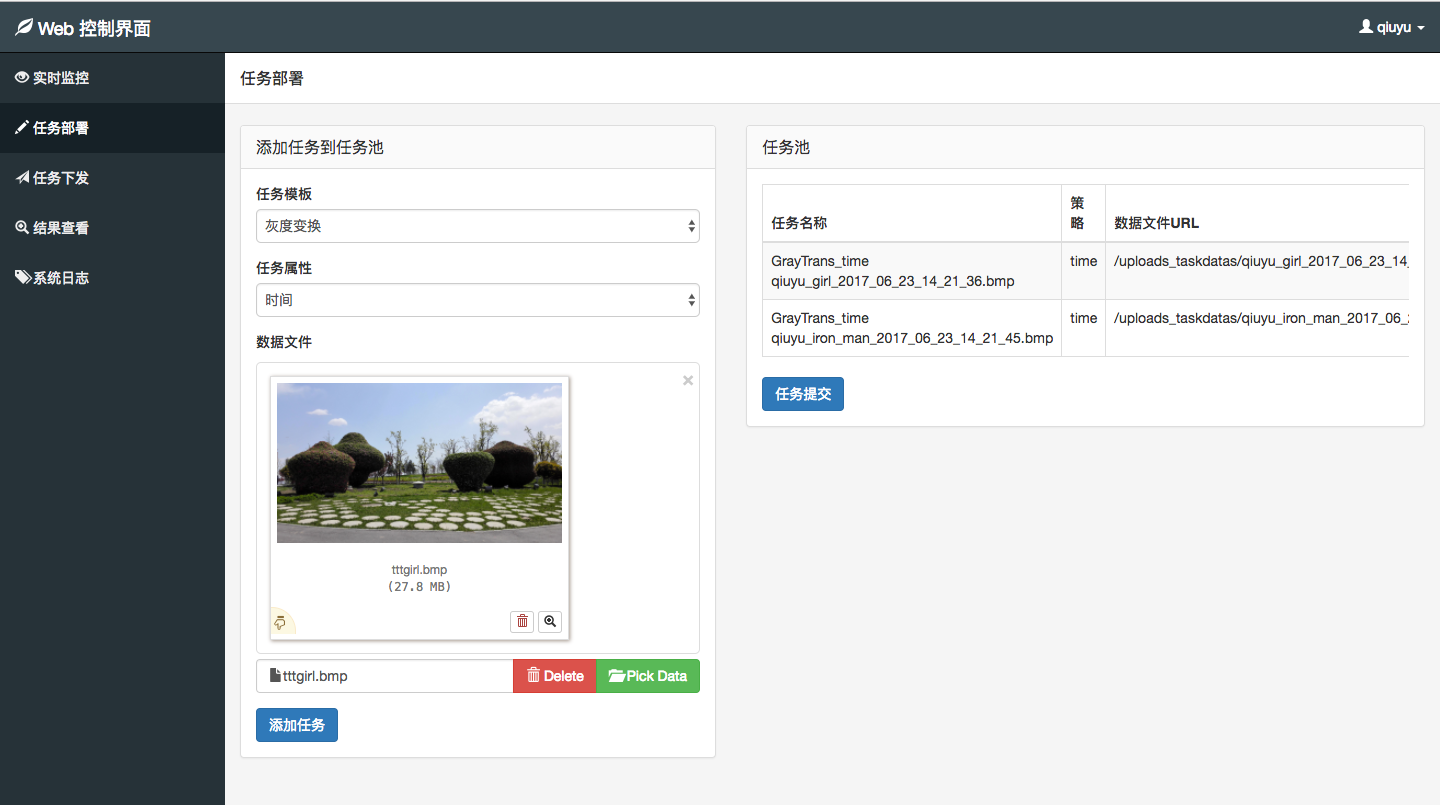 Web 控制界面
qiuyu
实时监控
任务部署
任务下发
结果查看
系统日志
任务部署
添加任务到任务池
任务模板
灰度变换
任务属性
时间
数据文件
×
tttgirl.bmp
(27.8 MB)
tttgirl.bmp
Delete
Pick Data
添加任务
任务池
任务名称
策略
数据文件URL
GrayTrans_time
qiuyu_girl_2017_06_23_14_21_36.bmp
time
/uploads_taskdatas/qiuyu_girl_2017_06_23_14_
GrayTrans_time
qiuyu_iron_man_2017_06_23_14_21_45.bmp
time
/uploads_taskdatas/qiuyu_iron_man_2017_06_
任务提交